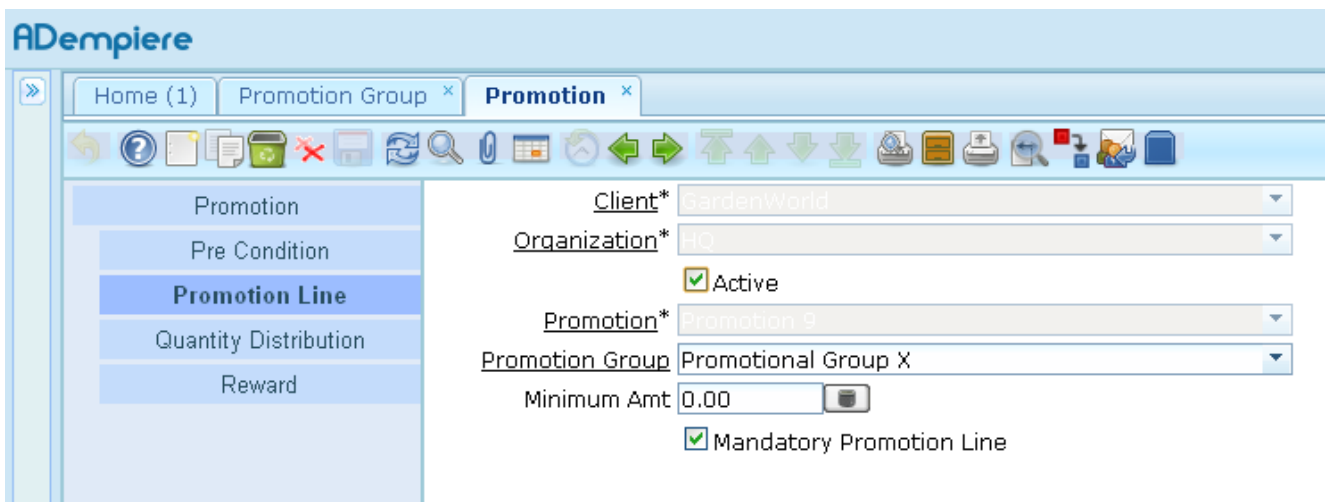 ADempiere
Home (1) Promotion Group × Promotion ×
Promotion
Pre Condition
Promotion Line
Quantity Distribution
Reward
Client* GardenWorld
Organization* HQ
Active
Promotion* Promotion 9
Promotion Group Promotional Group X
Minimum Amt 0.00
Mandatory Promotion Line